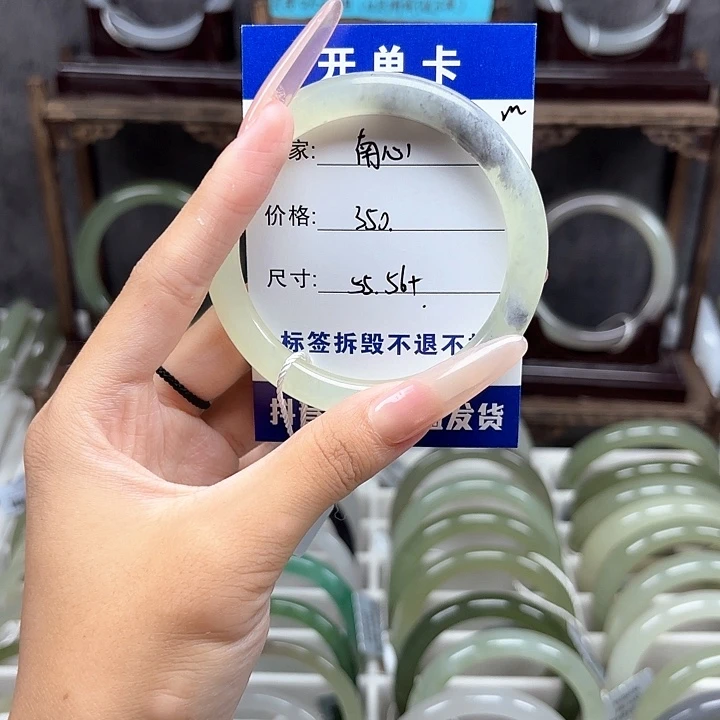 开单卡
家: 南心
价格: 350.
尺寸: 55.56+
标签拆毁不退不
发货